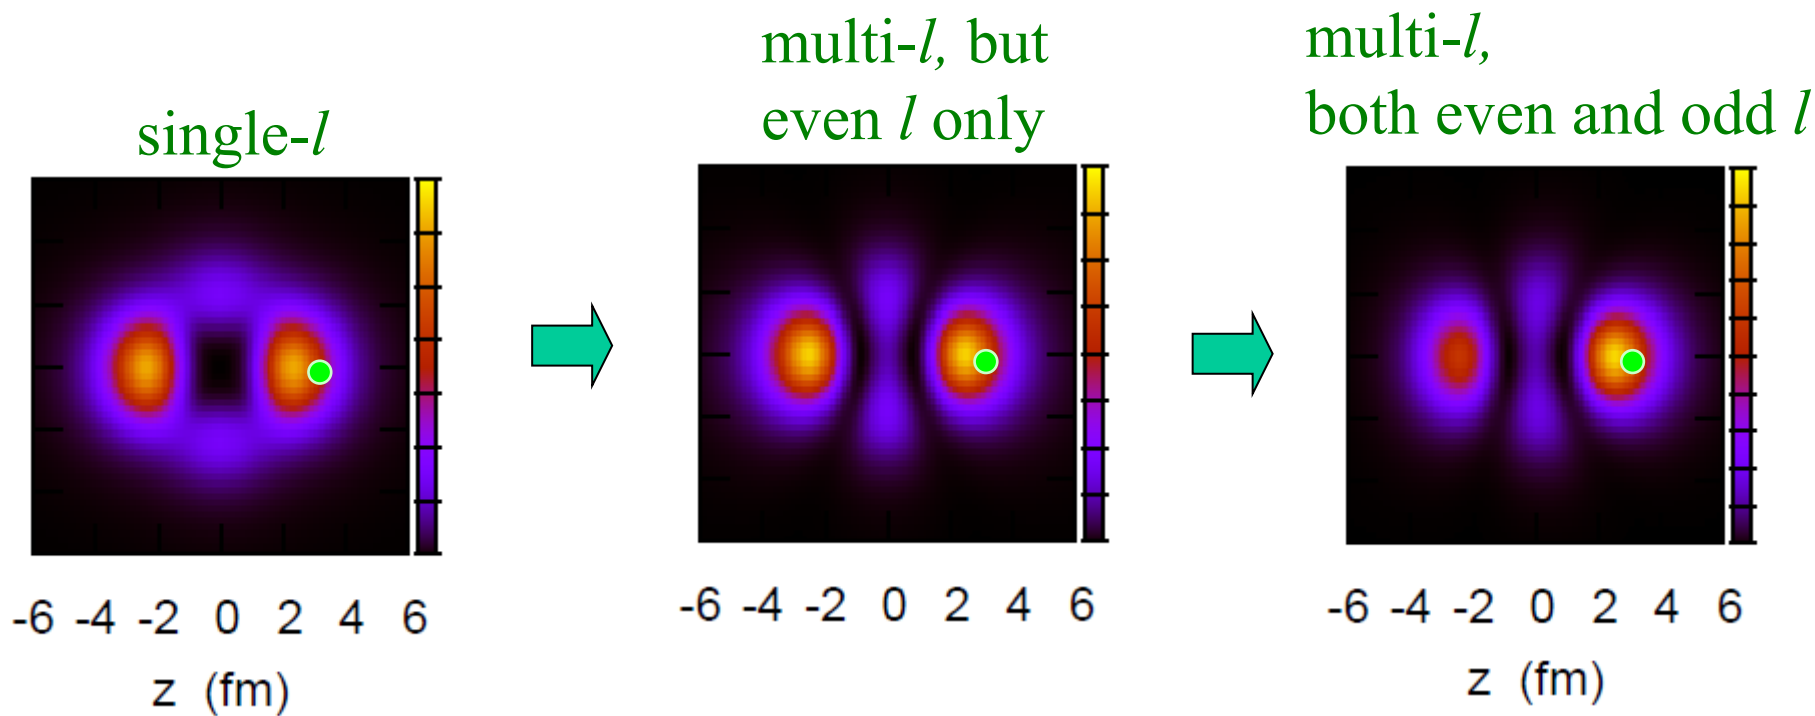 single-l
-6 -4 -2 0 2 4 6
z (fm)
multi-l, but
even l only
-6 -4 -2 0 2 4 6
multi-l,
both even and odd l
-6 -4 -2 0 2 4 6
z (fm)